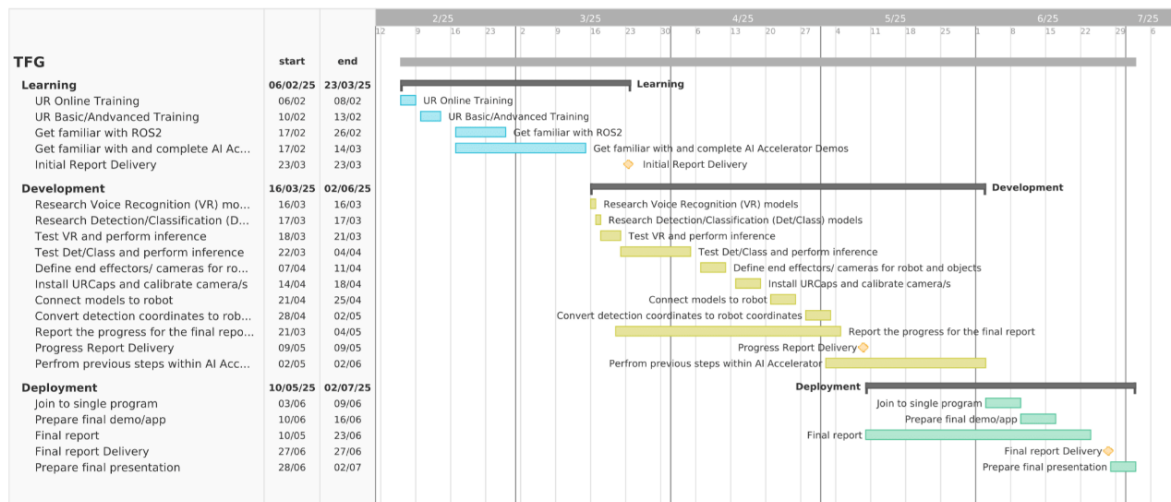 2/25 3/25 4/25 5/25 6/25 7/25
12 9 16 23 2 9 16 23 30 6 13 20 27 4 11 18 25 1 8 15 22 29 6
TFG start end
Learning 06/02/25 23/03/25 Learning
UR Online Training 06/02 08/02 UR Online Training
UR Basic/Andvanced Training 10/02 13/02 UR Basic/Andvanced Training
Get familiar with ROS2 17/02 26/02 Get familiar with ROS2
Get familiar with and complete AI Ac... 17/02 14/03 Get familiar with and complete AI Accelerator Demos
Initial Report Delivery 23/03 23/03 Initial Report Delivery
Development 16/03/25 02/06/25 Development
Research Voice Recognition (VR) mo... 16/03 16/03 Research Voice Recognition (VR) models
Research Detection/Classification (D... 17/03 17/03 Research Detection/Classification (Det/Class) models
Test VR and perform inference 18/03 21/03 Test VR and perform inference
Test Det/Class and perform inference 22/03 04/04 Test Det/Class and perform inference
Define end effectors/ cameras for ro... 07/04 11/04 Define end effectors/ cameras for robot and objects
Install URCaps and calibrate camera/s 14/04 18/04 Install URCaps and calibrate camera/s
Connect models to robot 21/04 25/04 Connect models to robot
Convert detection coordinates to rob... 28/04 02/05 Convert detection coordinates to robot coordinates
Report the progress for the final repo... 21/03 04/05 Report the progress for the final report
Progress Report Delivery 09/05 09/05 Progress Report Delivery
Perfrom previous steps within AI Acc... 02/05 02/06 Perfrom previous steps within AI Accelerator
Deployment 10/05/25 02/07/25 Deployment
Join to single program 03/06 09/06 Join to single program
Prepare final demo/app 10/06 16/06 Prepare final demo/app
Final report 10/05 23/06 Final report
Final report Delivery 27/06 27/06 Final report Delivery
Prepare final presentation 28/06 02/07 Prepare final presentation